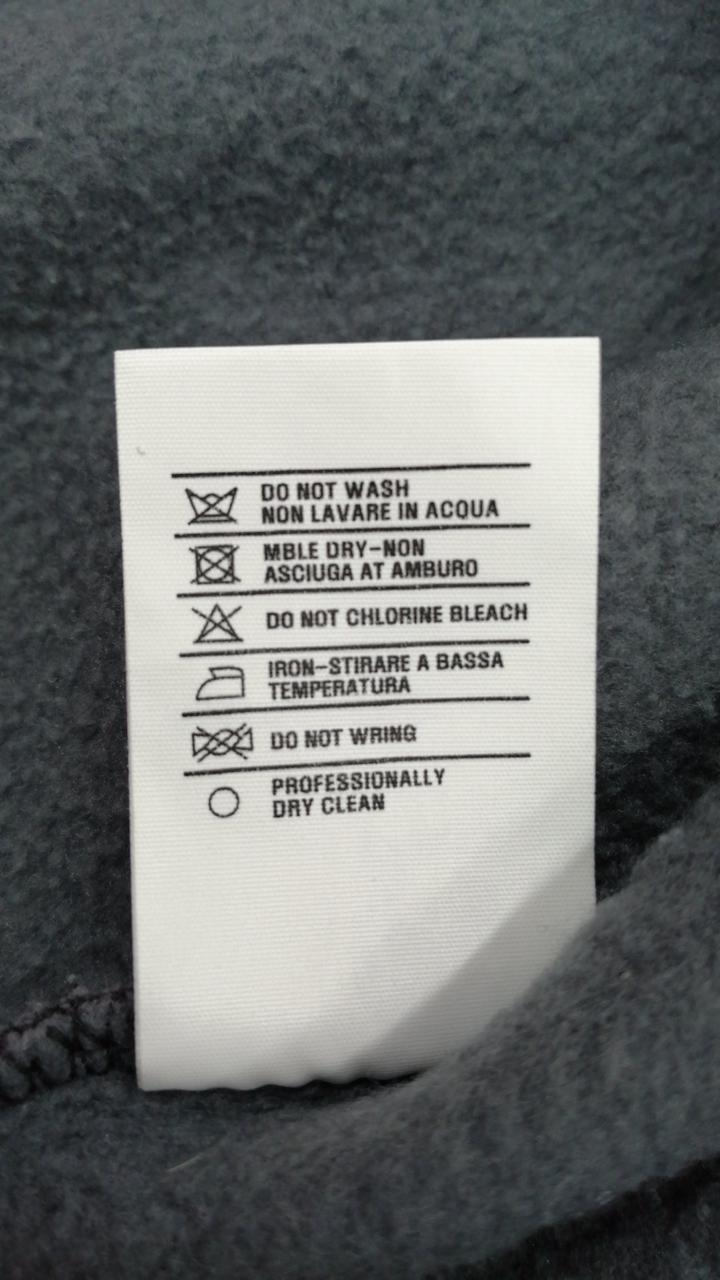 DO NOT WASH
NON LAVARE IN ACQUA
MBLE DRY-NON
ASCIUGA AT AMBURO
DO NOT CHLORINE BLEACH
IRON-STIRARE A BASSA
TEMPERATURA
DO NOT WRING
PROFESSIONALLY
DRY CLEAN